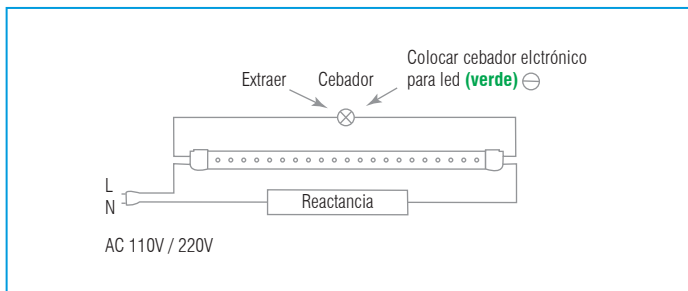 Colocar cebador elctrónico
Extraer Cebador para led (verde)
L
N
Reactancia
AC 110V / 220V